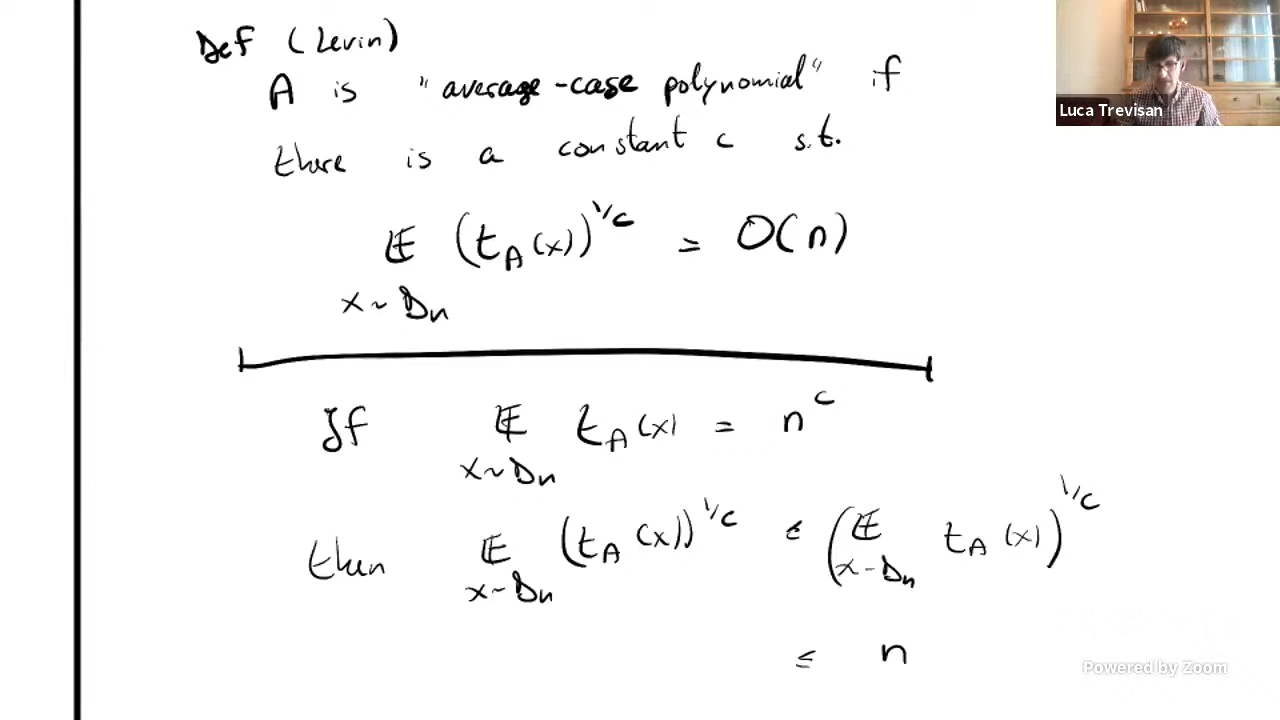 Def (Levin)
A is "average-case polynomial" if
there is a constant c s.t.
𝔼 (t_A(x))^{1/c} = O(n)
x ~ D_n
If 𝔼 t_A(x) = n^c
x ~ D_n
then 𝔼 (t_A(x))^{1/c} ≤ (𝔼 t_A(x))^{1/c}
x ~ D_n x ~ D_n
≤ n
Luca Trevisan
Powered by Zoom